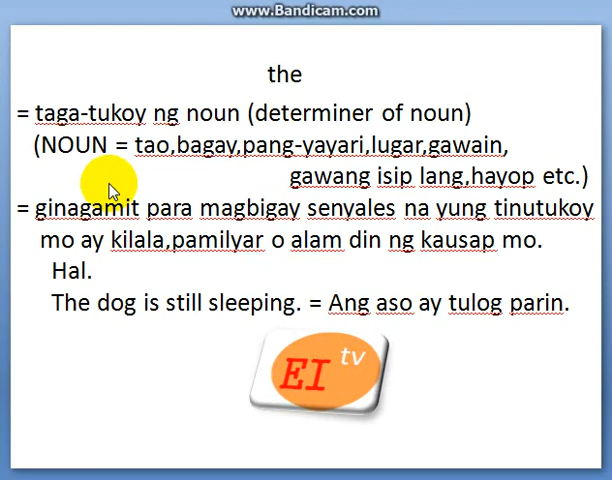 www.Bandicam.com
the
= taga-tukoy ng noun (determiner of noun)
(NOUN = tao,bagay,pang-yayari,lugar,gawain,
gawang isip lang,hayop etc.)
= ginagamit para magbigay senyales na yung tinutukoy
mo ay kilala,pamilyar o alam din ng kausap mo.
Hal.
The dog is still sleeping. = Ang aso ay tulog parin.
EI tv